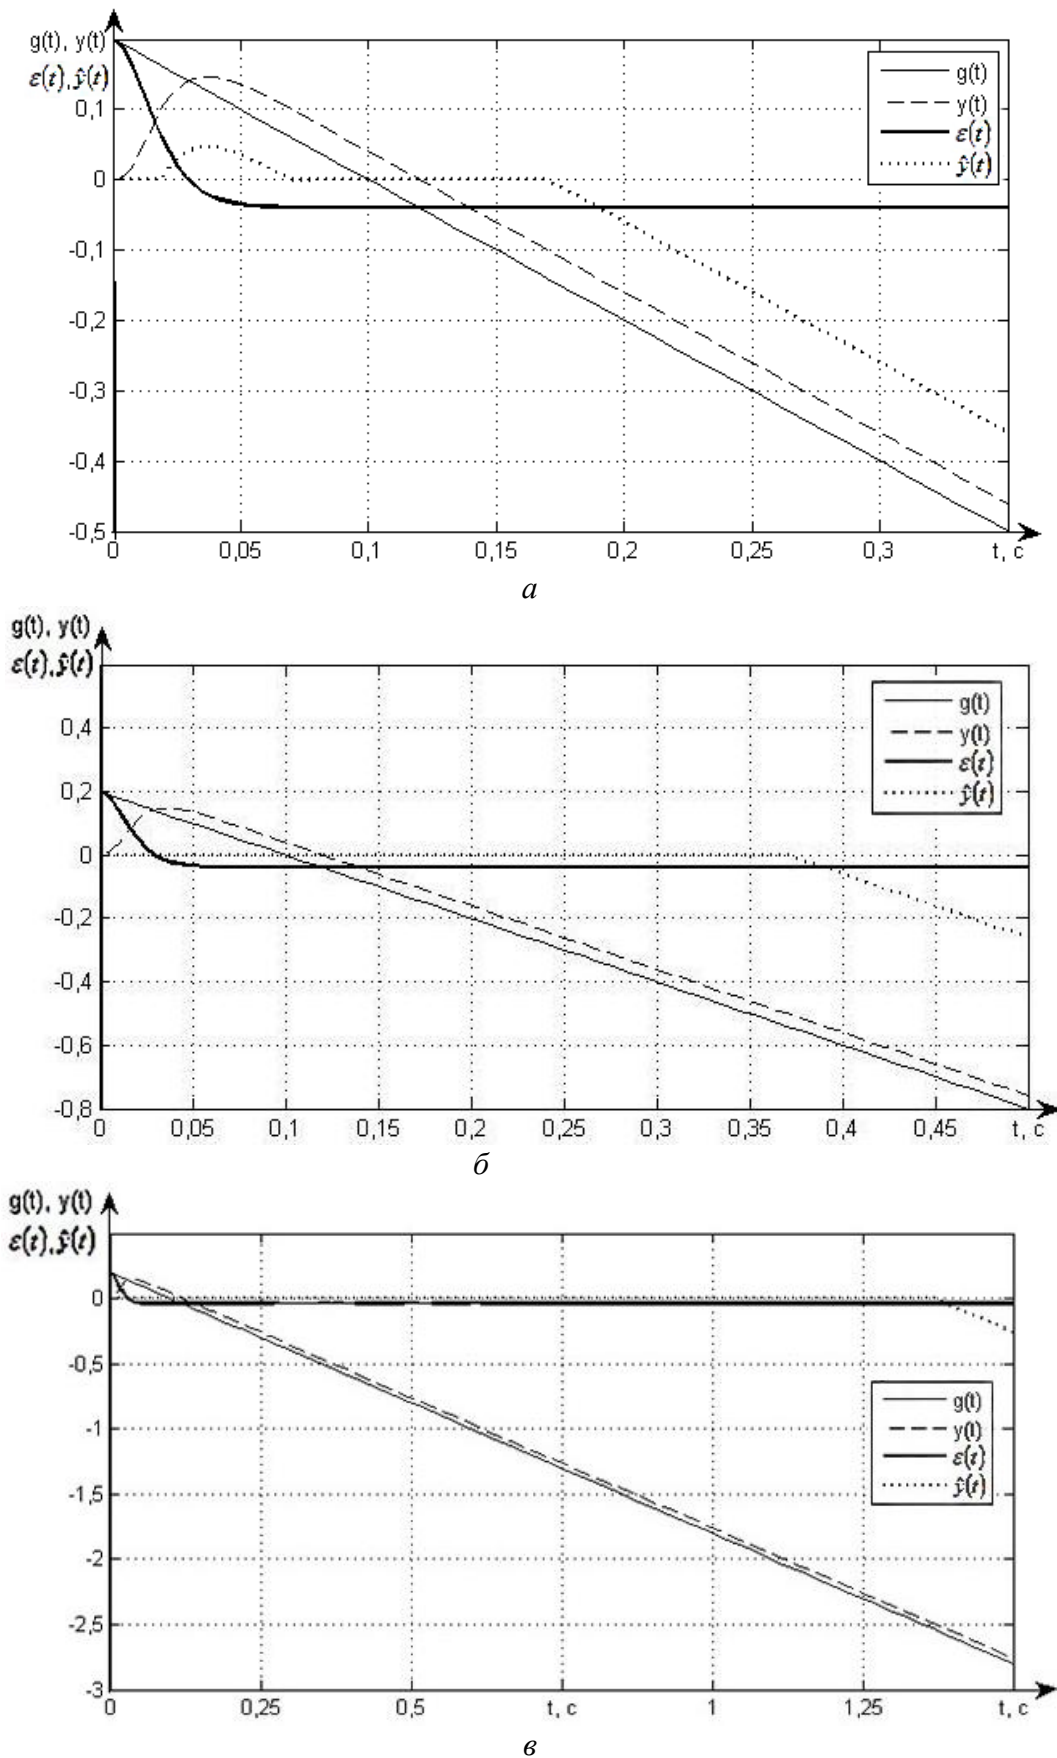 g(t), y(t)
ε(t), ŷ(t)
0,1
0
-0,1
-0,2
-0,3
-0,4
-0,5
0 0,05 0,1 0,15 0,2 0,25 0,3 t, c
g(t)
y(t)
ε(t)
ŷ(t)
а
g(t), y(t)
ε(t), ŷ(t)
0,4
0,2
0
-0,2
-0,4
-0,6
-0,8
0 0,05 0,1 0,15 0,2 0,25 0,3 0,35 0,4 0,45 t, c
g(t)
y(t)
ε(t)
ŷ(t)
б
g(t), y(t)
ε(t), ŷ(t)
0
-0,5
-1
-1,5
-2
-2,5
-3
0 0,25 0,5 t, c 1 1,25 t, c
g(t)
y(t)
ε(t)
ŷ(t)
в